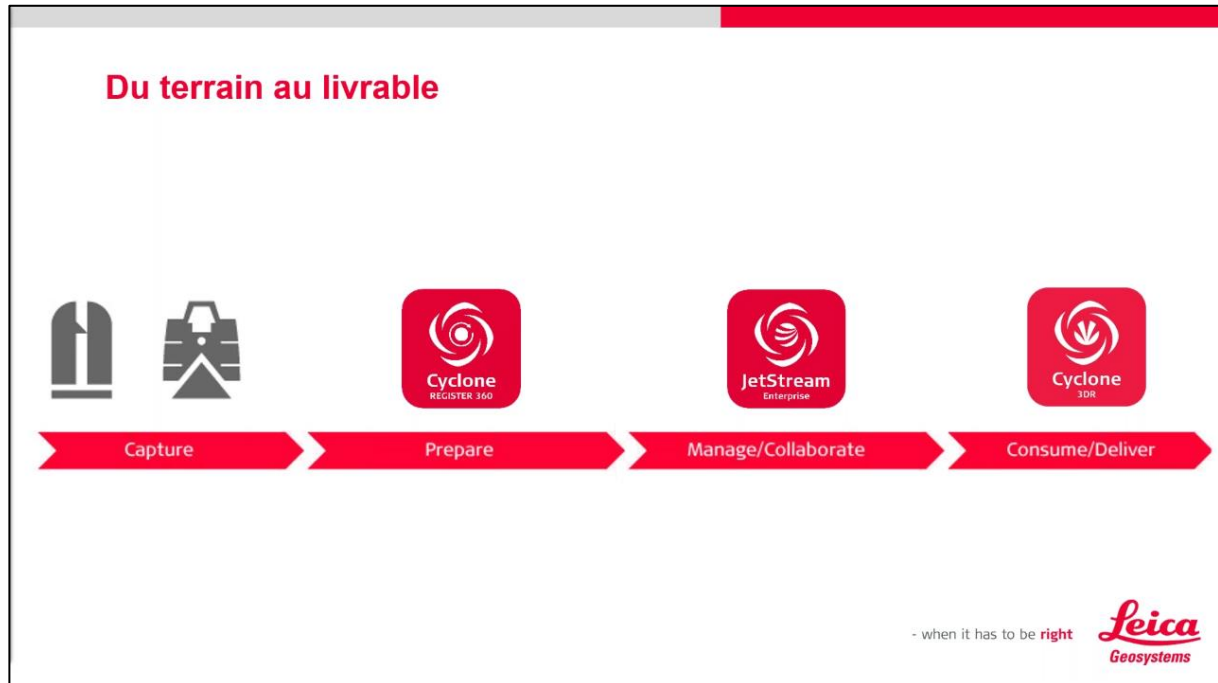 Du terrain au livrable
Cyclone
REGISTER 360
JetStream
Enterprise
Cyclone
3DR
Capture
Prepare
Manage/Collaborate
Consume/Deliver
- when it has to be right
Leica
Geosystems